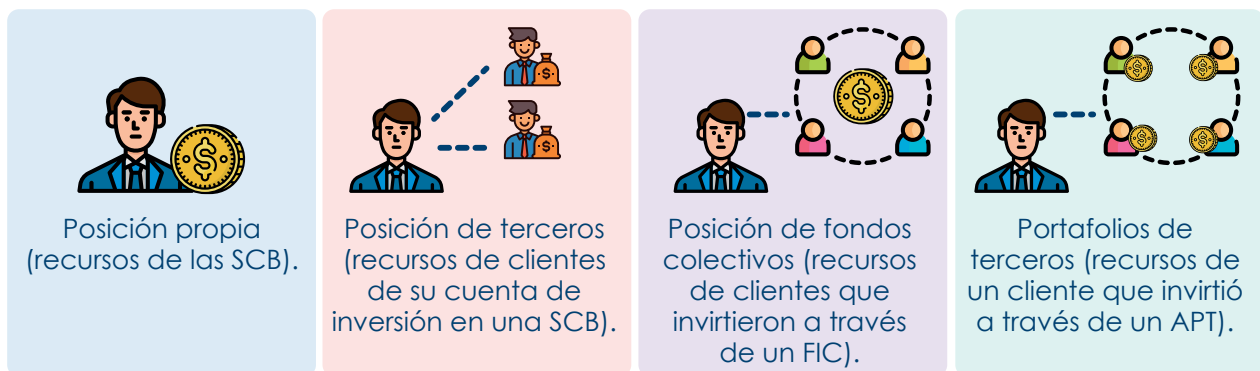 Posición propia
(recursos de las SCB).
Posición de terceros
(recursos de clientes
de su cuenta de
inversión en una SCB).
Posición de fondos
colectivos (recursos
de clientes que
invirtieron a través
de un FIC).
Portafolios de
terceros (recursos de
un cliente que invirtió
a través de un APT).